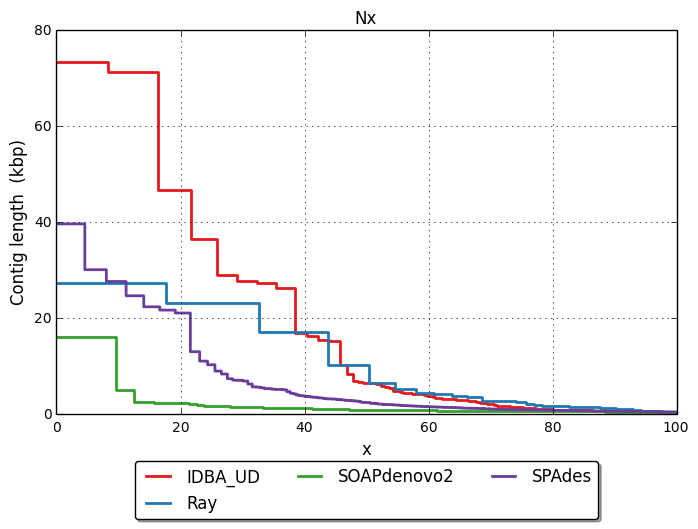 Nx
80
60
40
20
0
Contig length (kbp)
0 20 40 60 80 100
x
IDBA_UD SOAPdenovo2 SPAdes
Ray